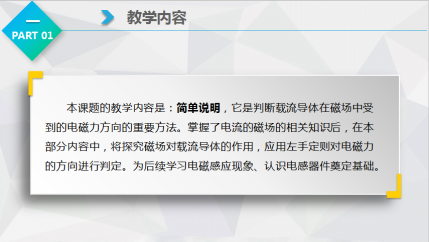 一
PART 01
教学内容
本课题的教学内容是:简单说明,它是判断载流导体在磁场中受
到的电磁力方向的重要方法。掌握了电流的磁场的相关知识后,在本
部分内容中,将探究磁场对载流导体的作用,应用左手定则对电磁力
的方向进行判定。为后续学习电磁感应现象、认识电感器件奠定基础。